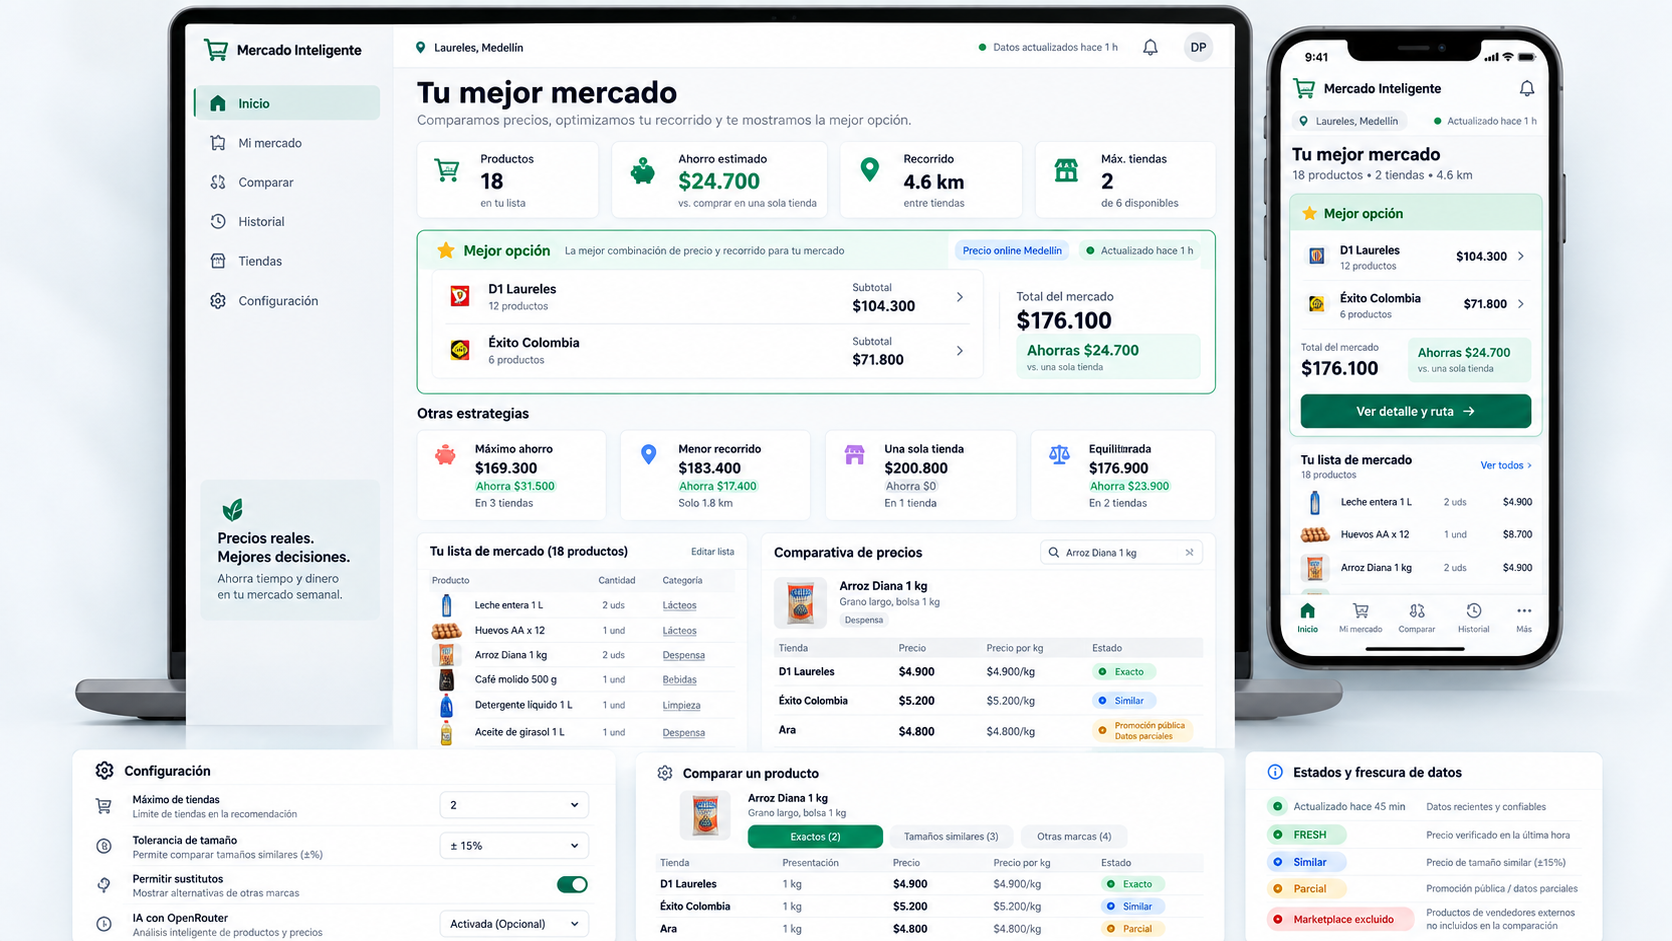 Mercado Inteligente
Inicio
Mi mercado
Comparar
Historial
Tiendas
Configuración
Precios reales.
Mejores decisiones.
Ahorra tiempo y dinero
en tu mercado semanal.
Laureles, Medellín
Datos actualizados hace 1 h
DP
Tu mejor mercado
Comparamos precios, optimizamos tu recorrido y te mostramos la mejor opción.
Productos
18
en tu lista
Ahorro estimado
$24.700
vs. comprar en una sola tienda
Recorrido
4.6 km
entre tiendas
Máx. tiendas
2
de 6 disponibles
Mejor opción
La mejor combinación de precio y recorrido para tu mercado
Precio online Medellín
Actualizado hace 1 h
D1 Laureles
12 productos
Subtotal
$104.300
Éxito Colombia
6 productos
Subtotal
$71.800
Total del mercado
$176.100
Ahorras $24.700
vs. una sola tienda
Otras estrategias
Máximo ahorro
$169.300
Ahorra $31.500
En 3 tiendas
Menor recorrido
$183.400
Ahorra $17.400
Solo 1.8 km
Una sola tienda
$200.800
Ahorra $0
En 1 tienda
$176.900
Ahorra $23.900
En 2 tiendas
Tu lista de mercado (18 productos)
Editar lista
Producto Cantidad Categoría
Leche entera 1 L 2 uds Lácteos
Huevos AA x 12 1 und Lácteos
Arroz Diana 1 kg 2 uds Despensa
Café molido 500 g 1 und Bebidas
Detergente líquido 1 L 1 und Limpieza
Aceite de girasol 1 L 1 und Despensa
Comparativa de precios
Arroz Diana 1 kg
Arroz Diana 1 kg
Grano largo, bolsa 1 kg
Despensa
Tienda Precio Precio por kg Estado
D1 Laureles $4.900 $4.900/kg Exacto
Éxito Colombia $5.200 $5.200/kg Similar
Ara $4.800 $4.800/kg Promoción pública
Datos parciales
9:41
Mercado Inteligente
Laureles, Medellín
Actualizado hace 1 h
Tu mejor mercado
18 productos • 2 tiendas • 4.6 km
Mejor opción
D1 Laureles
12 productos
$104.300
Éxito Colombia
6 productos
$71.800
Total del mercado
$176.100
Ahorras $24.700
vs. una sola tienda
Ver detalle y ruta
Tu lista de mercado
18 productos
Ver todos
Leche entera 1 L 2 uds $4.900
Huevos AA x 12 1 und $8.700
Arroz Diana 1 kg 2 uds $4.900
Inicio
Mi mercado
Comparar
Historial
Más
Configuración
Máximo de tiendas
Límite de tiendas en la recomendación
2
Tolerancia de tamaño
Permite comparar tamaños similares (±%)
± 15%
Permitir sustitutos
Mostrar alternativas de otras marcas
IA con OpenRouter
Análisis inteligente de productos y precios
Activada (Opcional)
Comparar un producto
Arroz Diana 1 kg
Grano largo, bolsa 1 kg
Exactos (2)
Tamaños similares (3)
Otras marcas (4)
Tienda Presentación Precio Precio por kg Estado
D1 Laureles 1 kg $4.900 $4.900/kg Exacto
Éxito Colombia 1 kg $5.200 $5.200/kg Similar
Ara 1 kg $4.800 $4.800/kg Parcial
Estados y frescura de datos
Actualizado hace 45 min Datos recientes y confiables
FRESH Precio verificado en la última hora
Similar Precio de tamaño similar (±15%)
Parcial Promoción pública / datos parciales
Marketplace excluido Productos de vendedores externos
no incluidos en la comparación